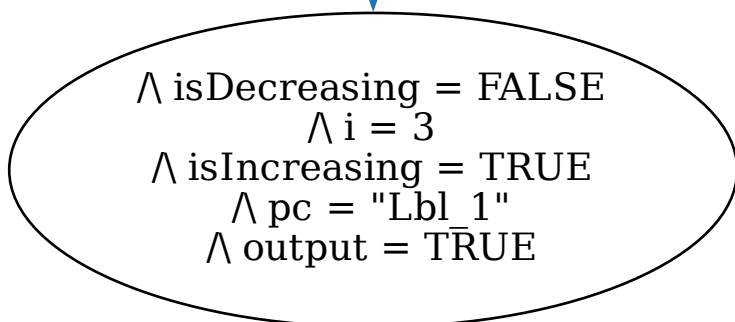 /\ isDecreasing = FALSE
/\ i = 3
/\ isIncreasing = TRUE
/\ pc = "Lbl_1"
/\ output = TRUE